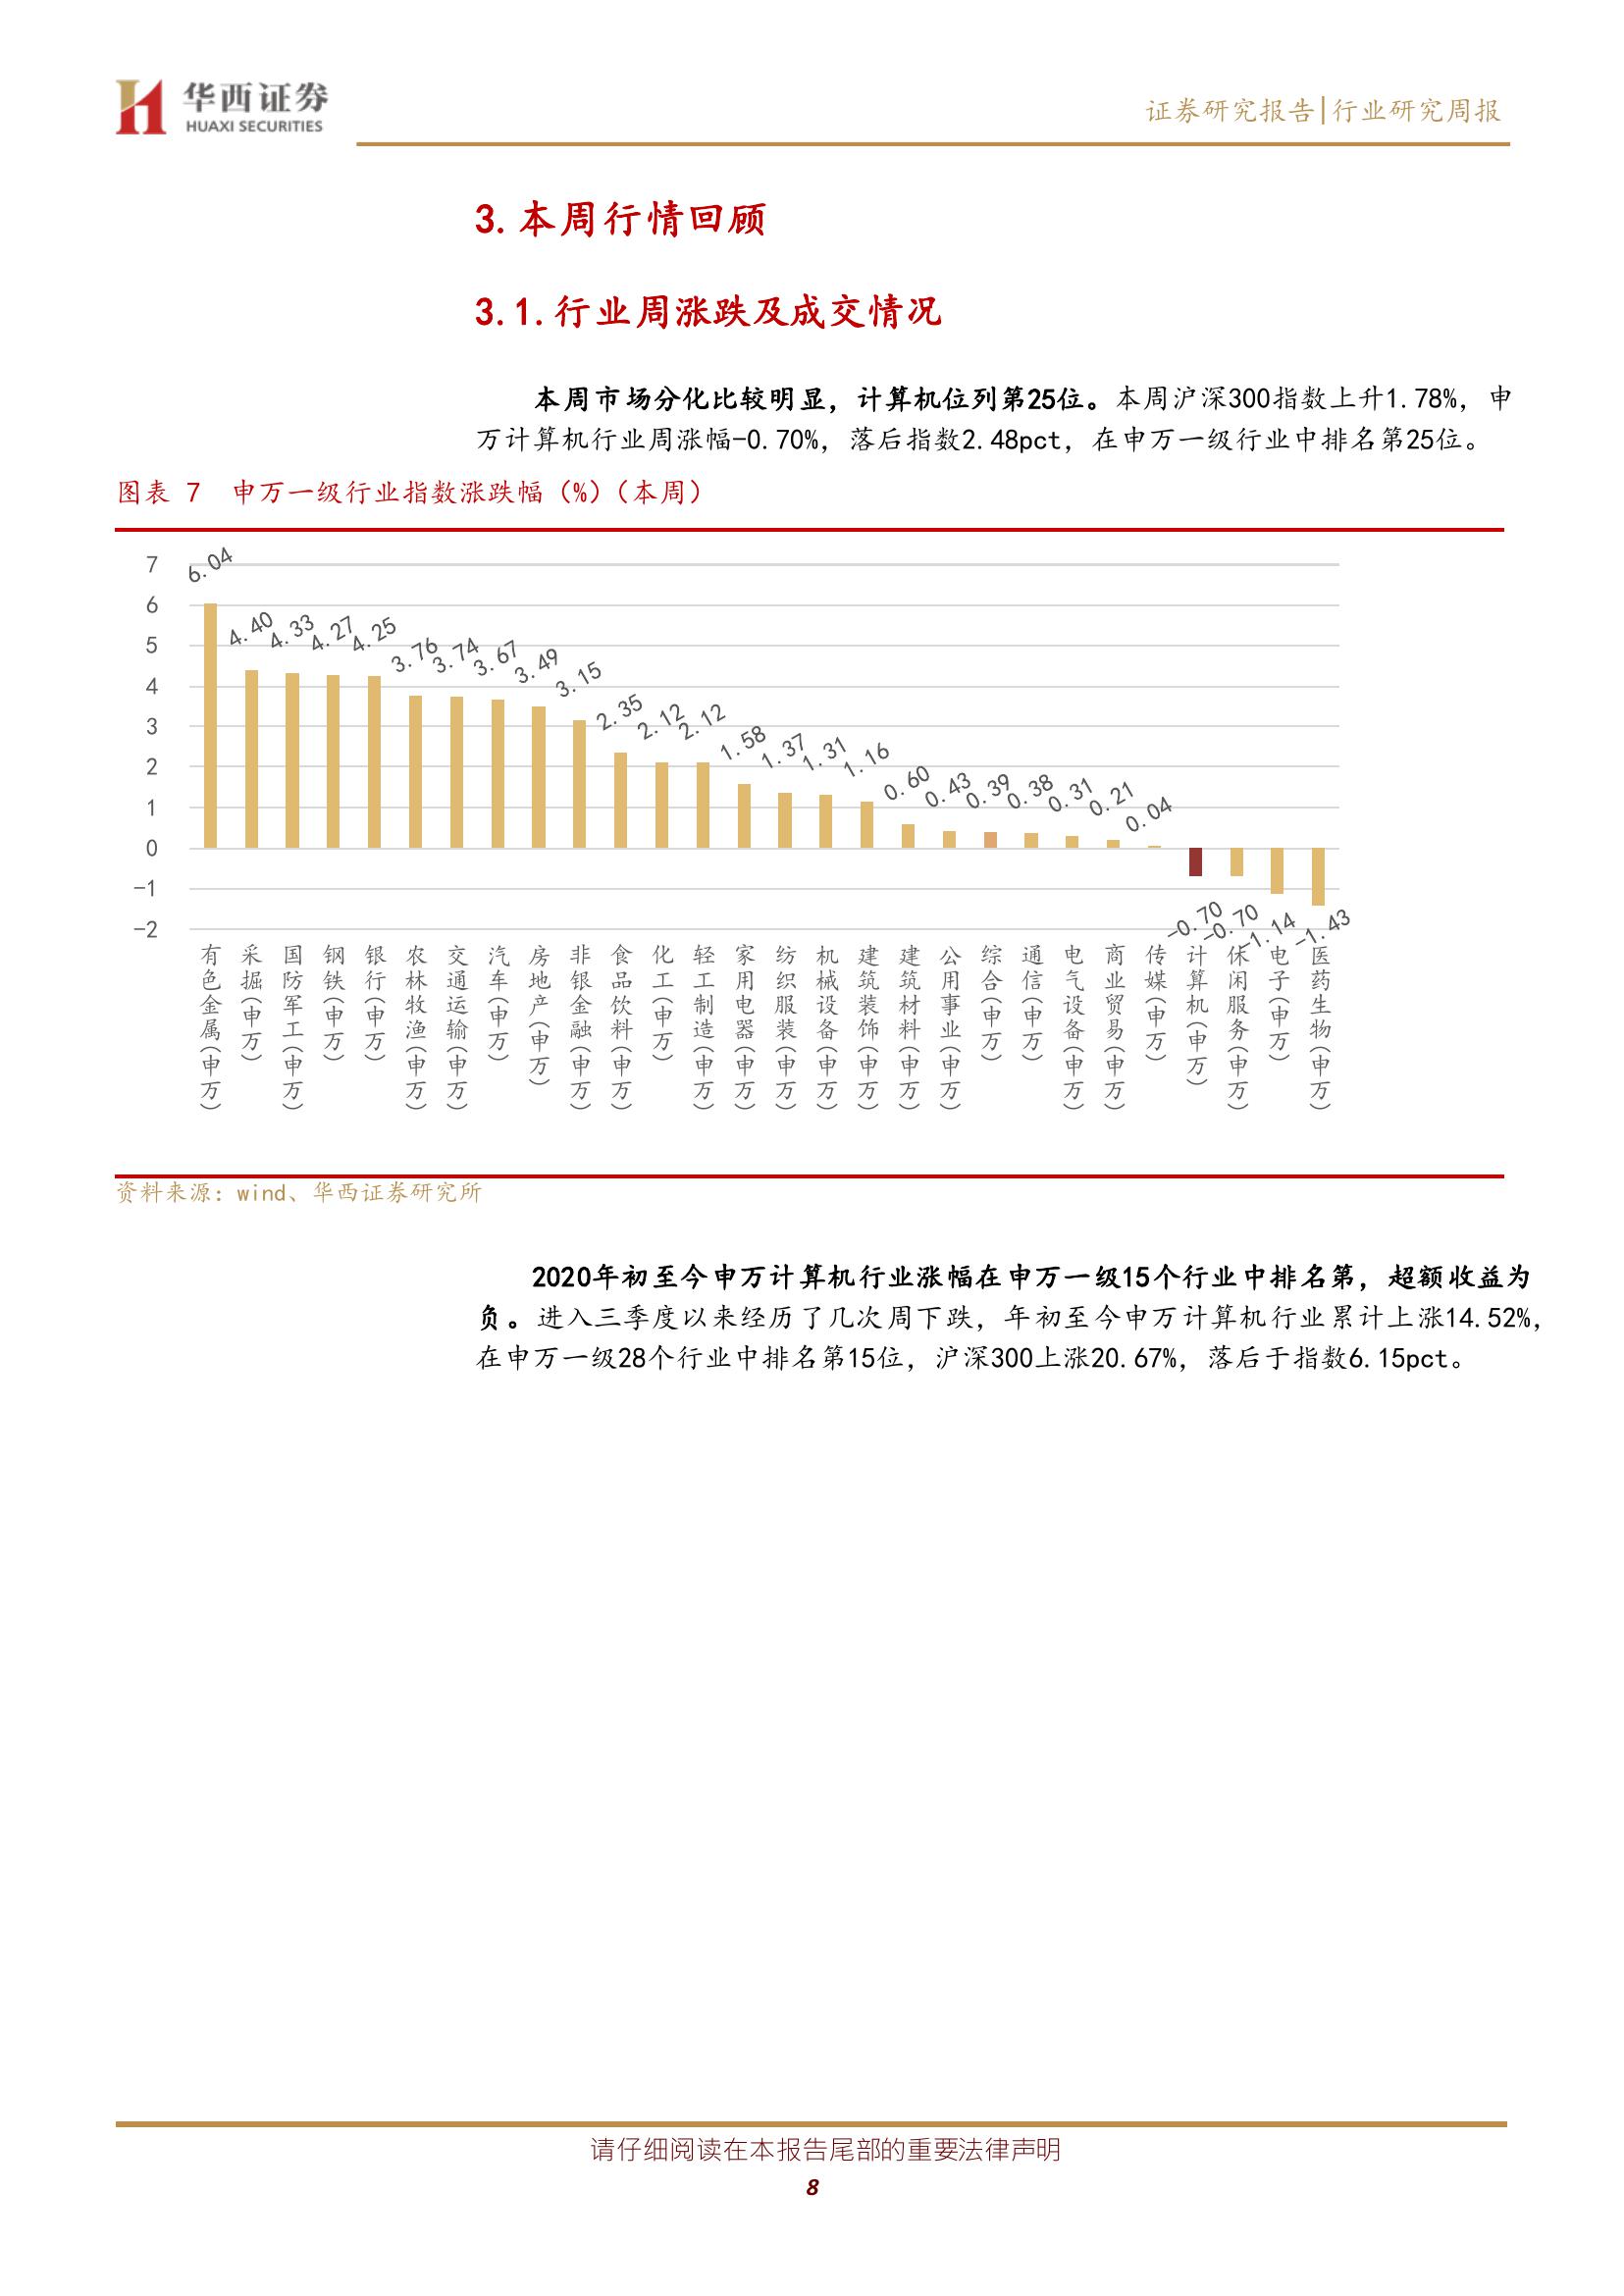 华西证券
HUAXI SECURITIES
证券研究报告|行业研究周报
3.本周行情回顾
3.1.行业周涨跌及成交情况
本周市场分化比较明显，计算机位列第25位。本周沪深300指数上升1.78%，申
万计算机行业周涨幅-0.70%，落后指数2.48pct，在申万一级行业中排名第25位。
图表 7 申万一级行业指数涨跌幅（%）（本周）
7
6
5
4
3
2
1
0
-1
-2
6.04
4.40
4.33
4.27
4.25
3.76
3.74
3.67
3.49
3.15
2.35
2.12
2.12
1.58
1.37
1.31
1.16
0.60
0.43
0.39
0.38
0.31
0.21
0.04
-0.70
-0.70
-1.14
-1.43
有色金属(申万)
采掘(申万)
国防军工(申万)
钢铁(申万)
银行(申万)
农林牧渔(申万)
交通运输(申万)
汽车(申万)
房地产(申万)
非银金融(申万)
食品饮料(申万)
化工(申万)
轻工制造(申万)
家用电器(申万)
纺织服装(申万)
机械设备(申万)
建筑装饰(申万)
建筑材料(申万)
公用事业(申万)
综合(申万)
通信(申万)
电气设备(申万)
商业贸易(申万)
传媒(申万)
计算机(申万)
休闲服务(申万)
电子(申万)
医药生物(申万)
资料来源：wind、华西证券研究所
2020年初至今申万计算机行业涨幅在申万一级15个行业中排名第，超额收益为
负。进入三季度以来经历了几次周下跌，年初至今申万计算机行业累计上涨14.52%，
在申万一级28个行业中排名第15位，沪深300上涨20.67%，落后于指数6.15pct。
请仔细阅读在本报告尾部的重要法律声明
8